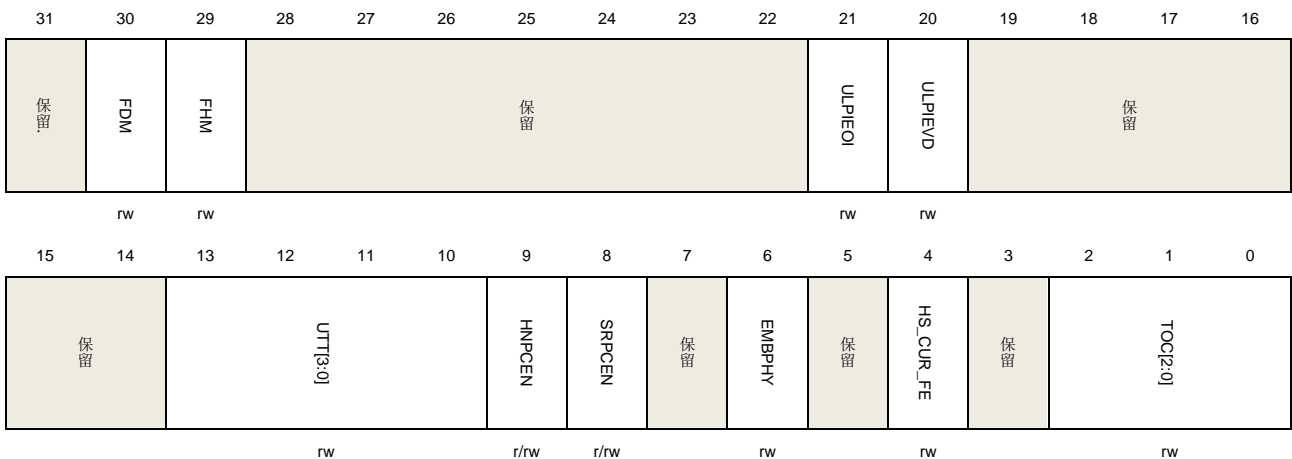 31 30 29 28 27 26 25 24 23 22 21 20 19 18 17 16
保留. FDM FHM 保留 ULPIEOI ULPIEVD 保留
rw rw rw rw
15 14 13 12 11 10 9 8 7 6 5 4 3 2 1 0
保留 UTT[3:0] HNPCEN SRPCEN 保留 EMBPHY 保留 HS_CUR_FE 保留 TOC[2:0]
rw r/rw r/rw rw rw rw